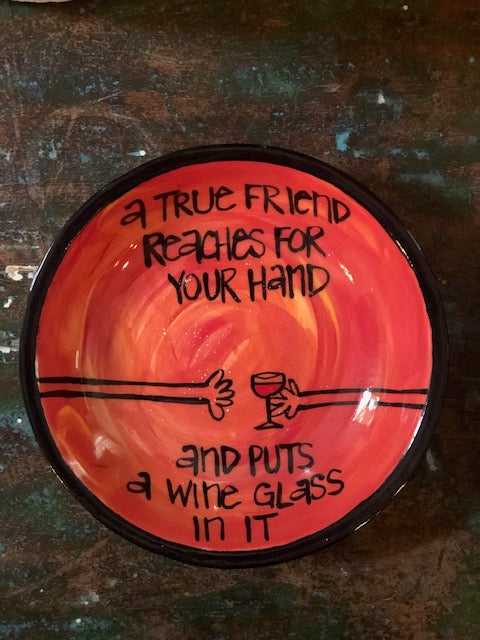 a TRUE FRIEND
REACHES FOR
YOUR HAND
AND PUTS
a WINE GLASS
IN IT